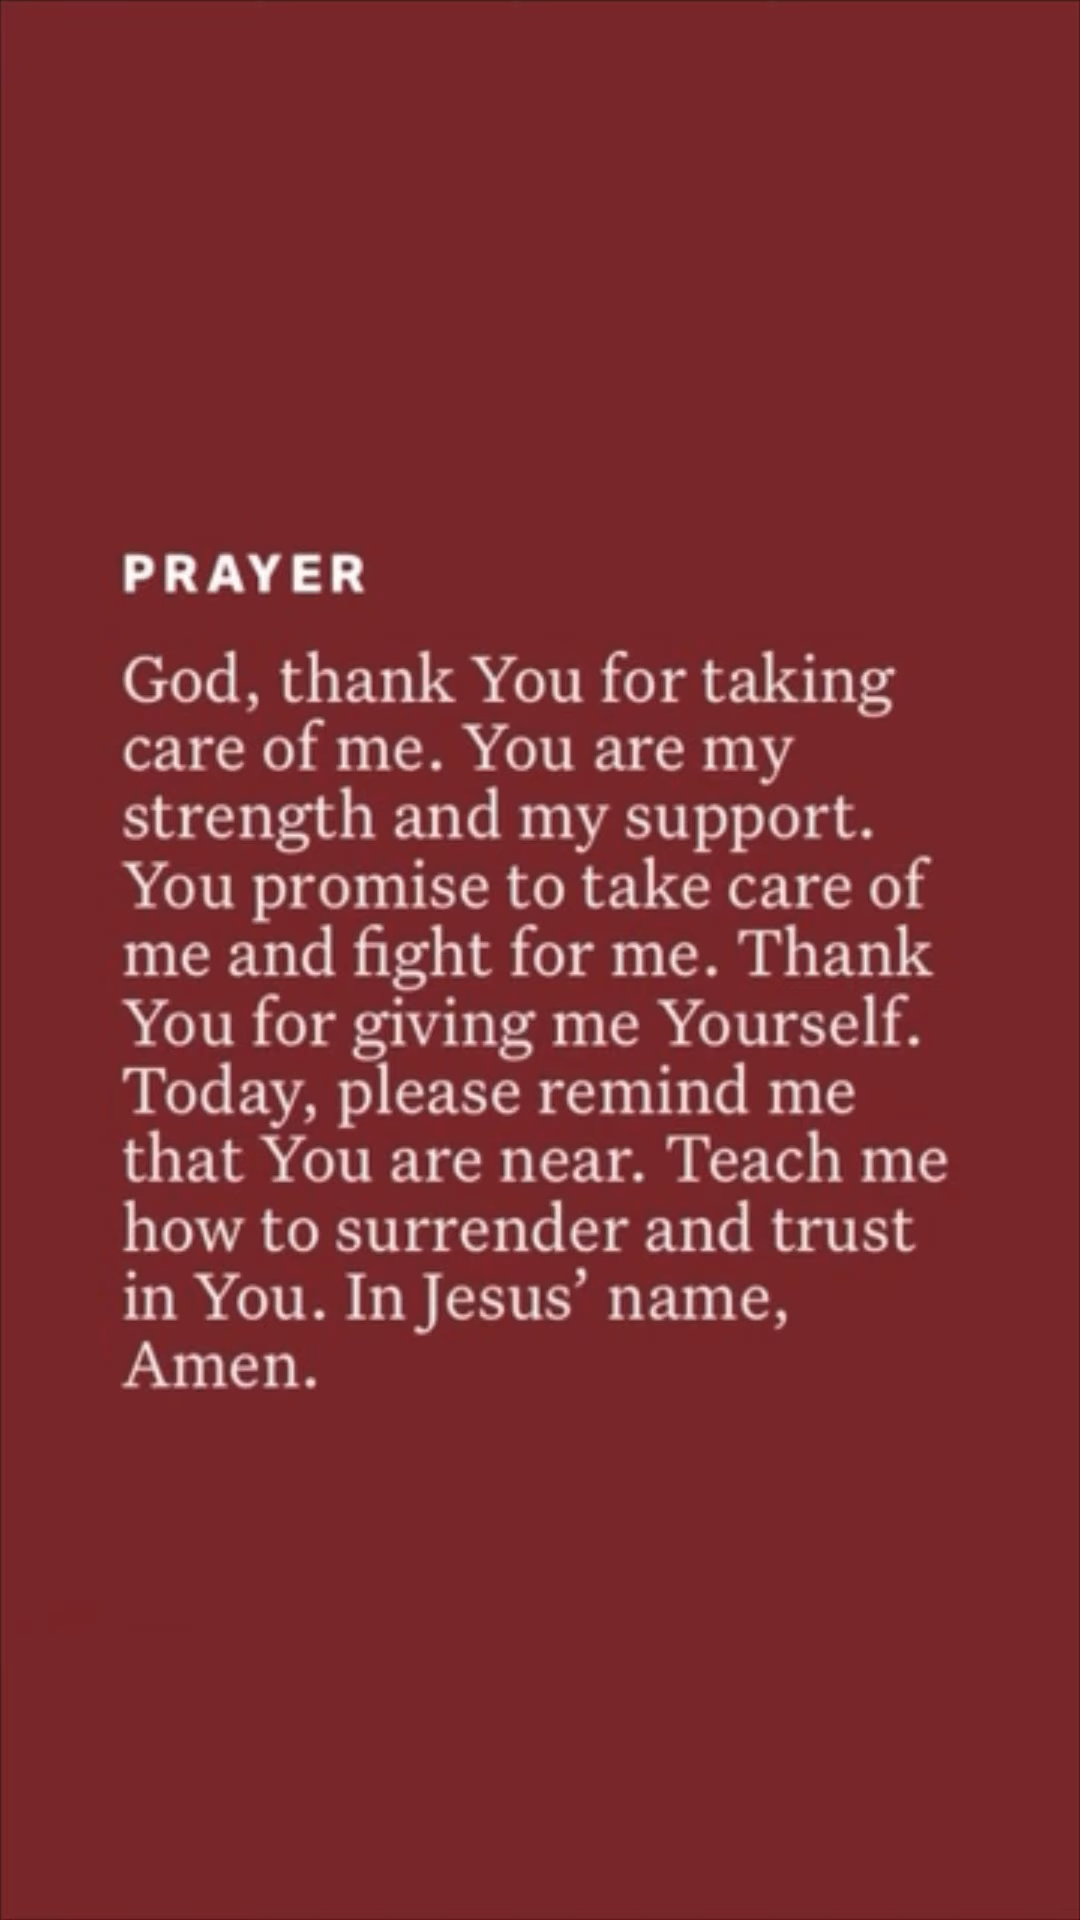 PRAYER
God, thank You for taking
care of me. You are my
strength and my support.
You promise to take care of
me and fight for me. Thank
You for giving me Yourself.
Today, please remind me
that You are near. Teach me
how to surrender and trust
in You. In Jesus’ name,
Amen.